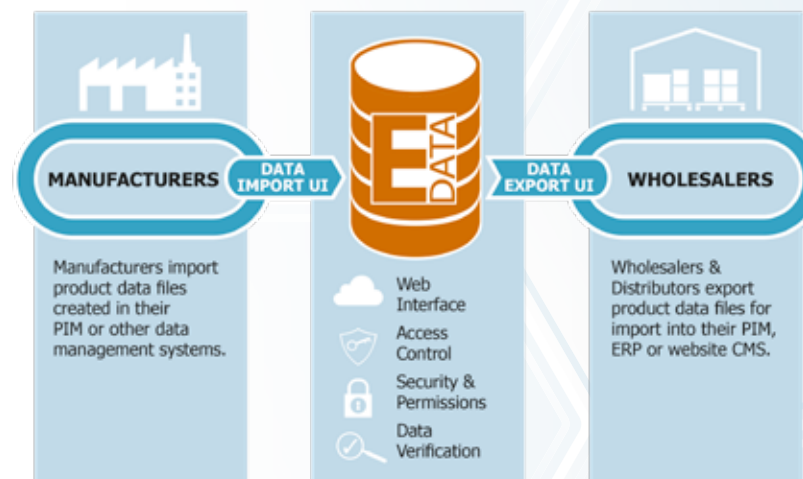 MANUFACTURERS
DATA
IMPORT UI
E DATA
DATA
EXPORT UI
WHOLESALERS
Manufacturers import
product data files
created in their
PIM or other data
management systems.
Web
Interface
Access
Control
Security &
Permissions
Data
Verification
Wholesalers &
Distributors export
product data files for
import into their PIM,
ERP or website CMS.